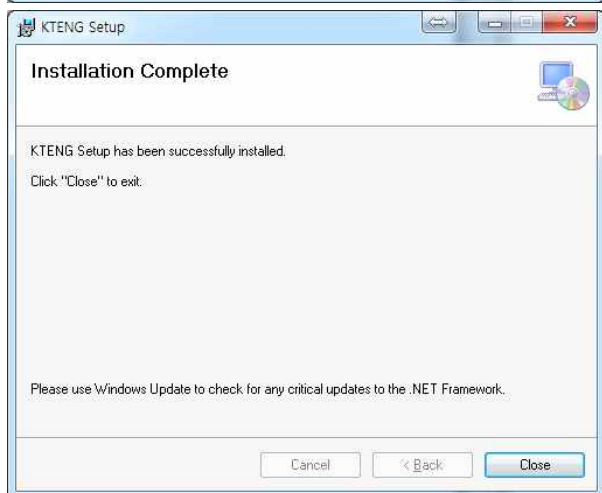 KTENG Setup
Installation Complete
KTENG Setup has been successfully installed.
Click "Close" to exit.
Please use Windows Update to check for any critical updates to the .NET Framework.
Cancel
< Back
Close